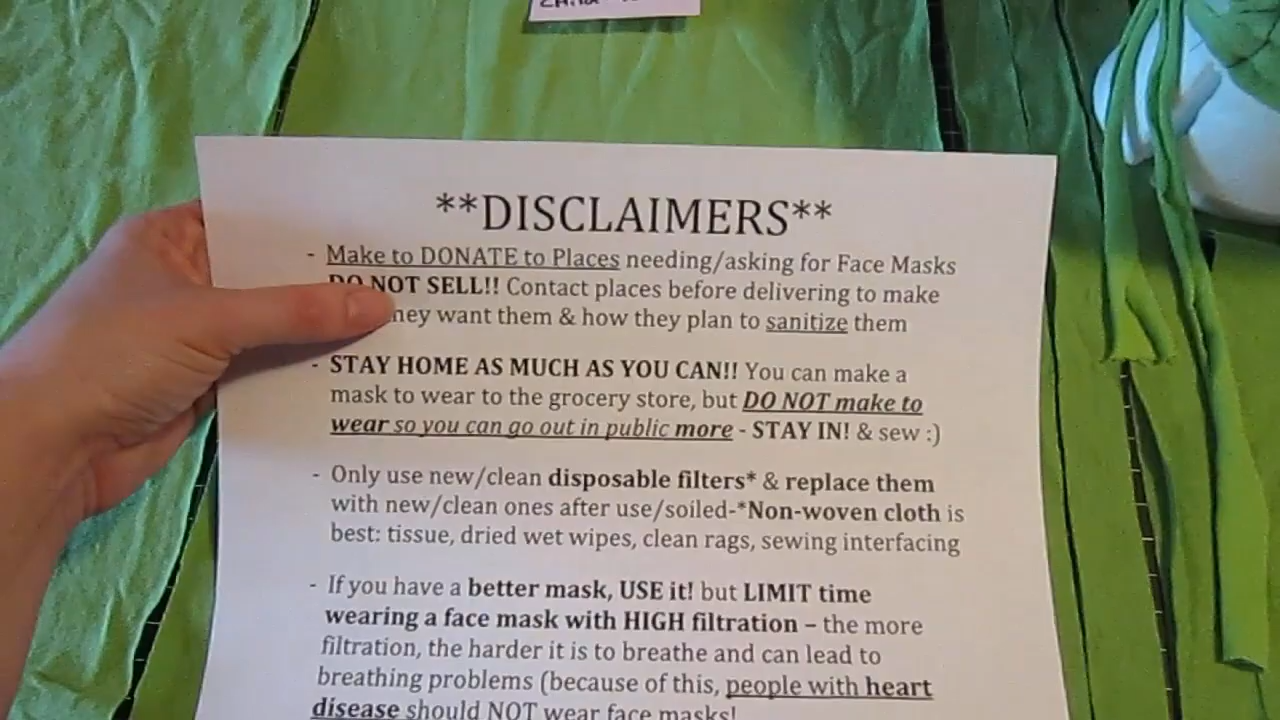 **DISCLAIMERS**
- Make to DONATE to Places needing/asking for Face Masks
DO NOT SELL!! Contact places before delivering to make
they want them & how they plan to sanitize them
- STAY HOME AS MUCH AS YOU CAN!! You can make a
mask to wear to the grocery store, but DO NOT make to
wear so you can go out in public more - STAY IN! & sew :)
- Only use new/clean disposable filters* & replace them
with new/clean ones after use/soiled-*Non-woven cloth is
best: tissue, dried wet wipes, clean rags, sewing interfacing
- If you have a better mask, USE it! but LIMIT time
wearing a face mask with HIGH filtration – the more
filtration, the harder it is to breathe and can lead to
breathing problems (because of this, people with heart
disease should NOT wear face masks!